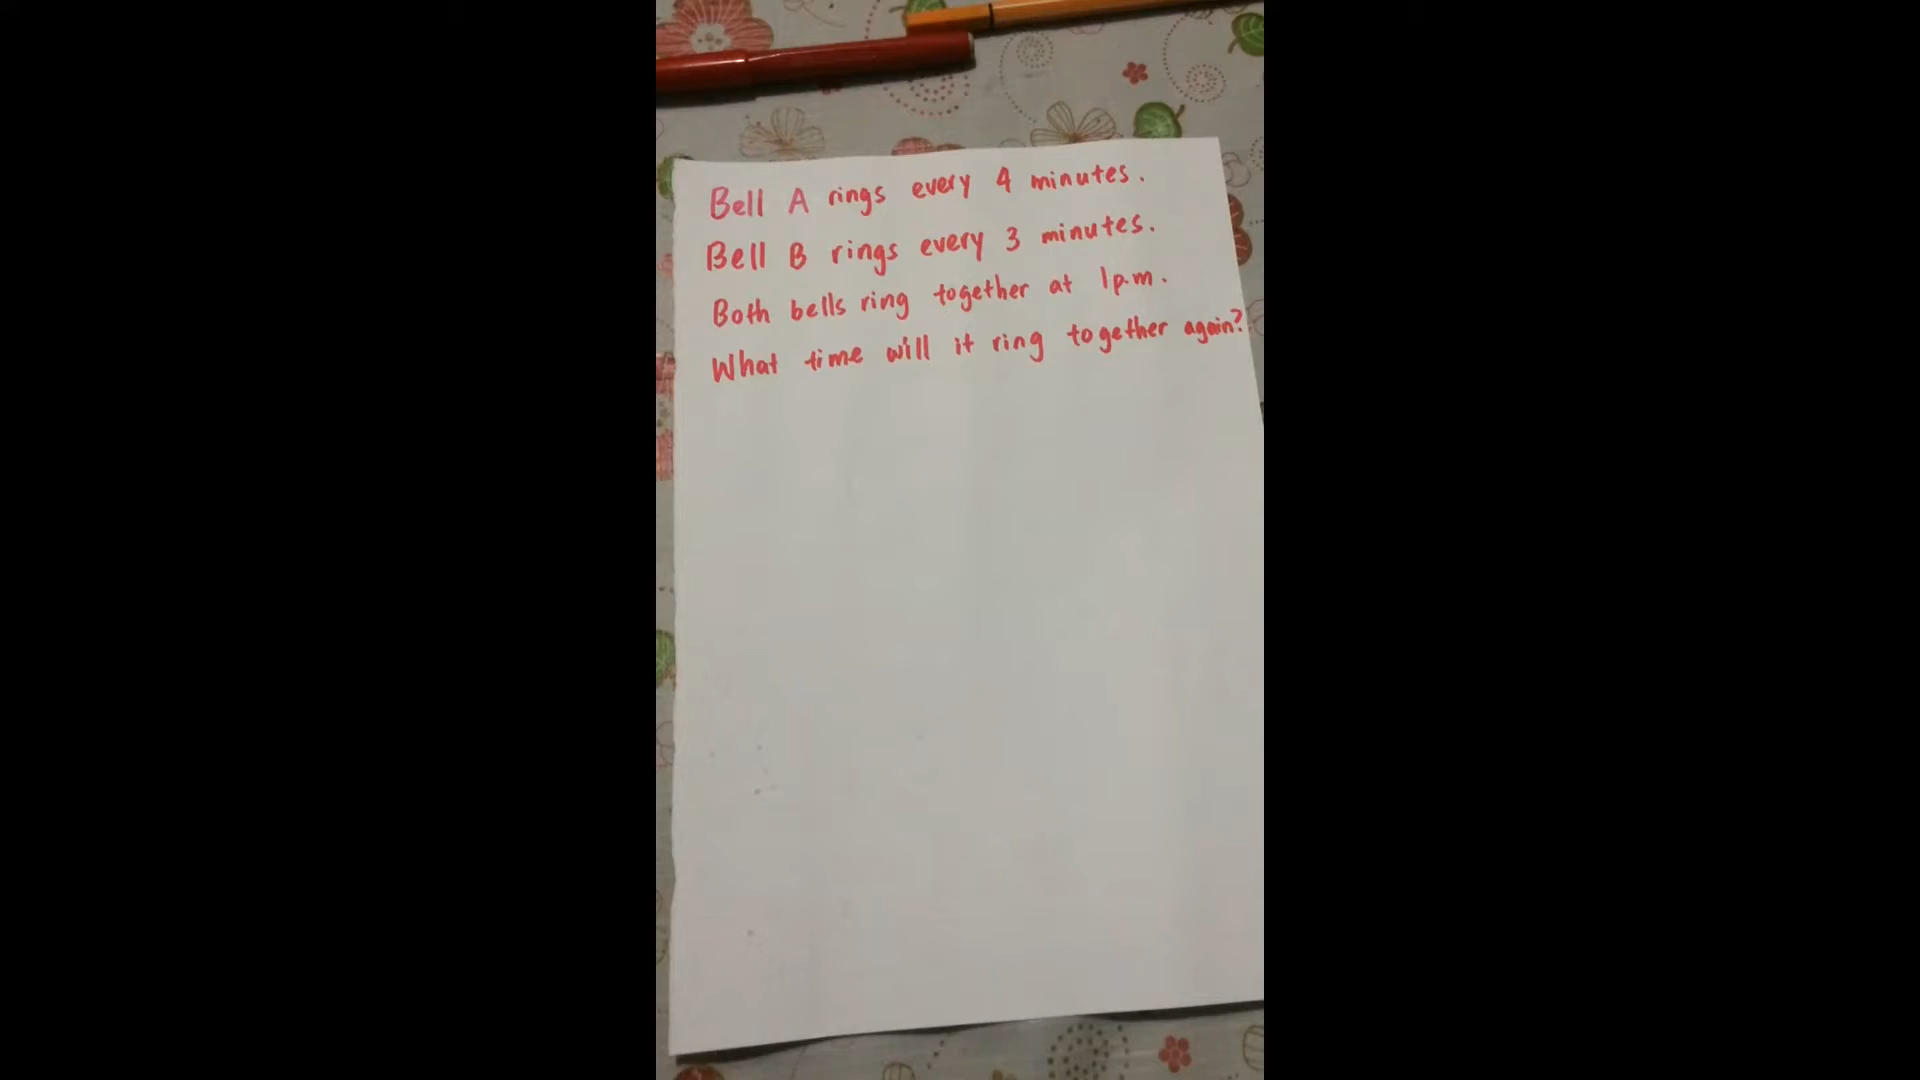 Bell A rings every 4 minutes.
Bell B rings every 3 minutes.
Both bells ring together at 1p.m.
What time will it ring together again?